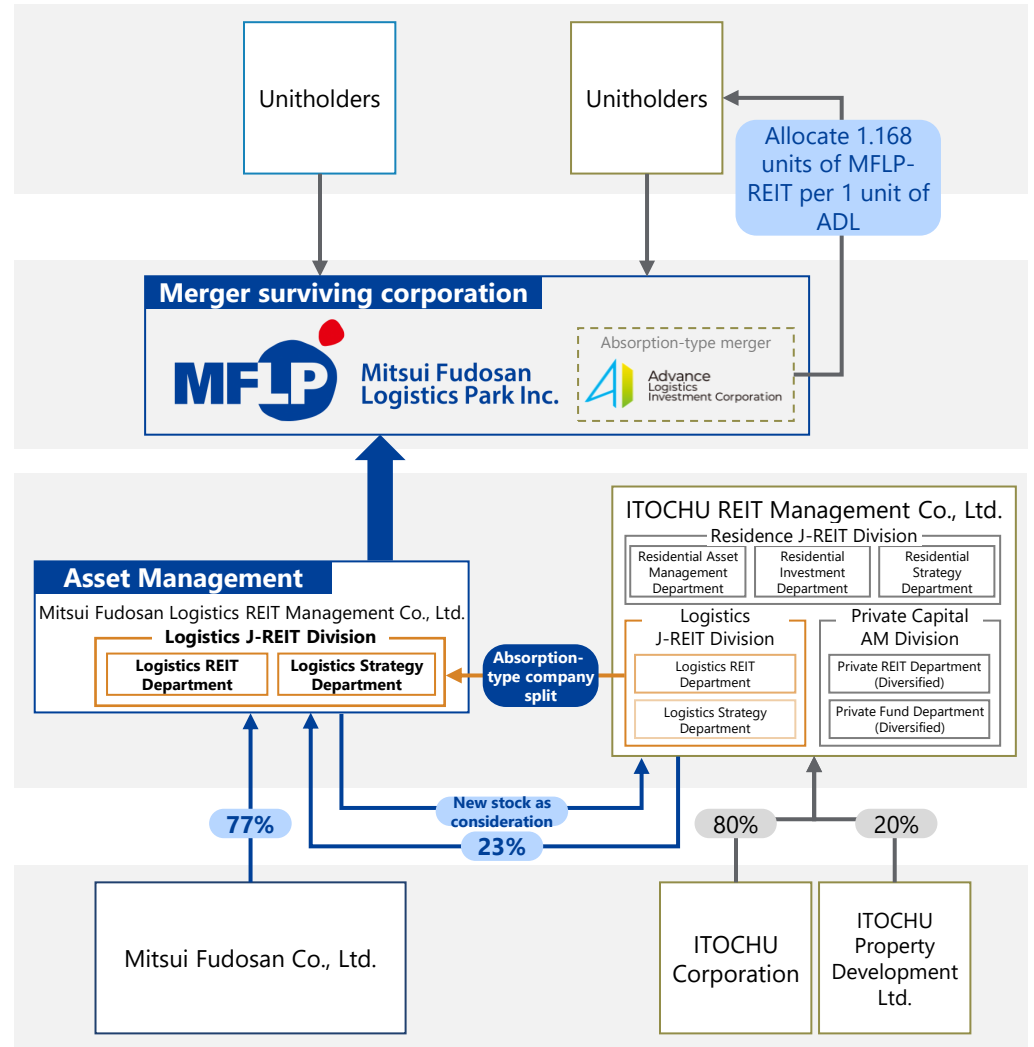 Unitholders
Unitholders
Allocate 1.168
units of MFLP-
REIT per 1 unit of
ADL
Merger surviving corporation
MFLP
Mitsui Fudosan
Logistics Park Inc.
Absorption-type merger
Advance
Logistics
Investment Corporation
ITOCHU REIT Management Co., Ltd.
Residence J-REIT Division
Residential Asset
Management
Department
Residential
Investment
Department
Residential
Strategy
Department
Asset Management
Mitsui Fudosan Logistics REIT Management Co., Ltd.
Logistics J-REIT Division
Logistics REIT
Department
Logistics Strategy
Department
Absorption-
type company
split
Logistics
J-REIT Division
Logistics REIT
Department
Logistics Strategy
Department
Private Capital
AM Division
Private REIT Department
(Diversified)
Private Fund Department
(Diversified)
New stock as
consideration
77%
23%
80%
20%
Mitsui Fudosan Co., Ltd.
ITOCHU
Corporation
ITOCHU
Property
Development
Ltd.